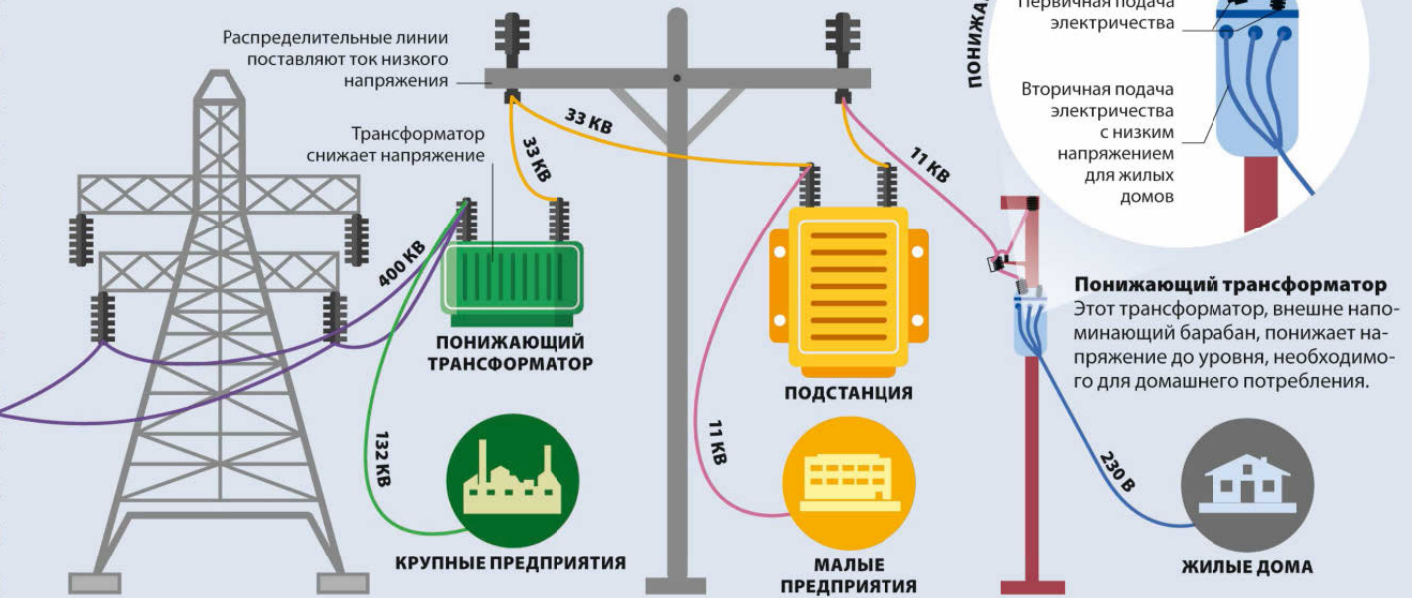 Распределительные линии
поставляют ток низкого
напряжения
Трансформатор
снижает напряжение
33 КВ
33 КВ
400 КВ
132 КВ
ПОНИЖАЮЩИЙ
ТРАНСФОРМАТОР
КРУПНЫЕ ПРЕДПРИЯТИЯ
11 КВ
11 КВ
ПОДСТАНЦИЯ
МАЛЫЕ
ПРЕДПРИЯТИЯ
Первичная подача
электричества
Вторичная подача
электричества
с низким
напряжением
для жилых
домов
Понижающий трансформатор
Этот трансформатор, внешне напо-
минающий барабан, понижает на-
пряжение до уровня, необходимо-
го для домашнего потребления.
230 В
ЖИЛЫЕ ДОМА